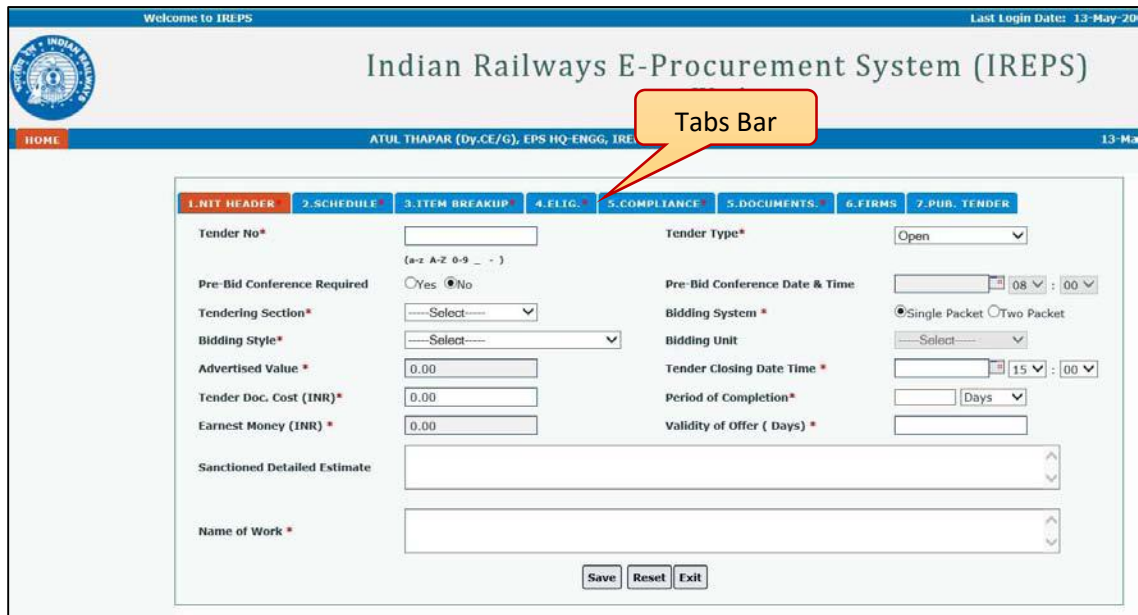 Welcome to IREPS Last Login Date: 13-May-20
INDIAN RAILWAYS
Indian Railways E-Procurement System (IREPS)
Tabs Bar
HOME ATUL THAPAR (Dy.CE/G), EPS HQ-ENGG, IRE 13-Ma
1.NIT HEADER* 2.SCHEDULE* 3.ITEM BREAKUP* 4.ELIG.* 5.COMPLIANCE* 5.DOCUMENTS.* 6.FIRMS 7.PUB. TENDER
Tender No* Tender Type* Open
(a-z A-Z 0-9 _ - )
Pre-Bid Conference Required Yes No Pre-Bid Conference Date & Time 08 : 00
Tendering Section* -----Select----- Bidding System * Single Packet Two Packet
Bidding Style* -----Select----- Bidding Unit -----Select-----
Advertised Value * 0.00 Tender Closing Date Time * 15 : 00
Tender Doc. Cost (INR)* 0.00 Period of Completion* Days
Earnest Money (INR) * 0.00 Validity of Offer ( Days) *
Sanctioned Detailed Estimate
Name of Work *
Save Reset Exit